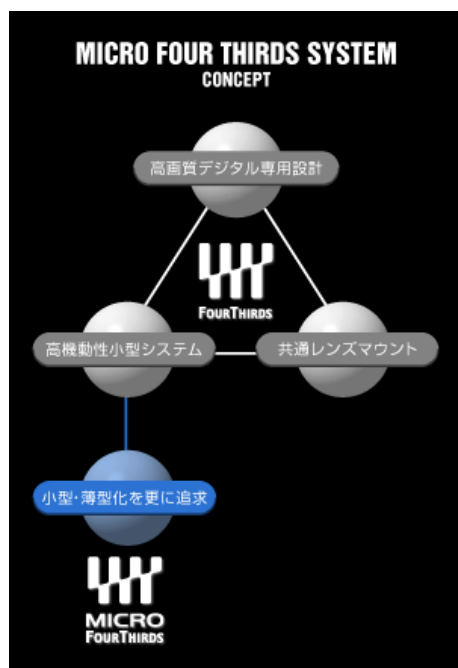 MICRO FOUR THIRDS SYSTEM
CONCEPT
高画質デジタル専用設計
FOURTHIRDS
高機動性小型システム
共通レンズマウント
小型・薄型化を更に追求
MICRO
FOURTHIRDS